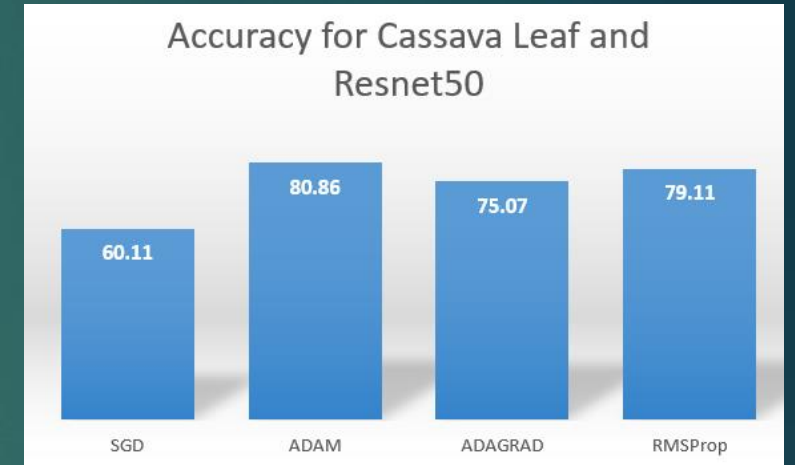 Accuracy for Cassava Leaf and
Resnet50
60.11
80.86
75.07
79.11
SGD
ADAM
ADAGRAD
RMSProp